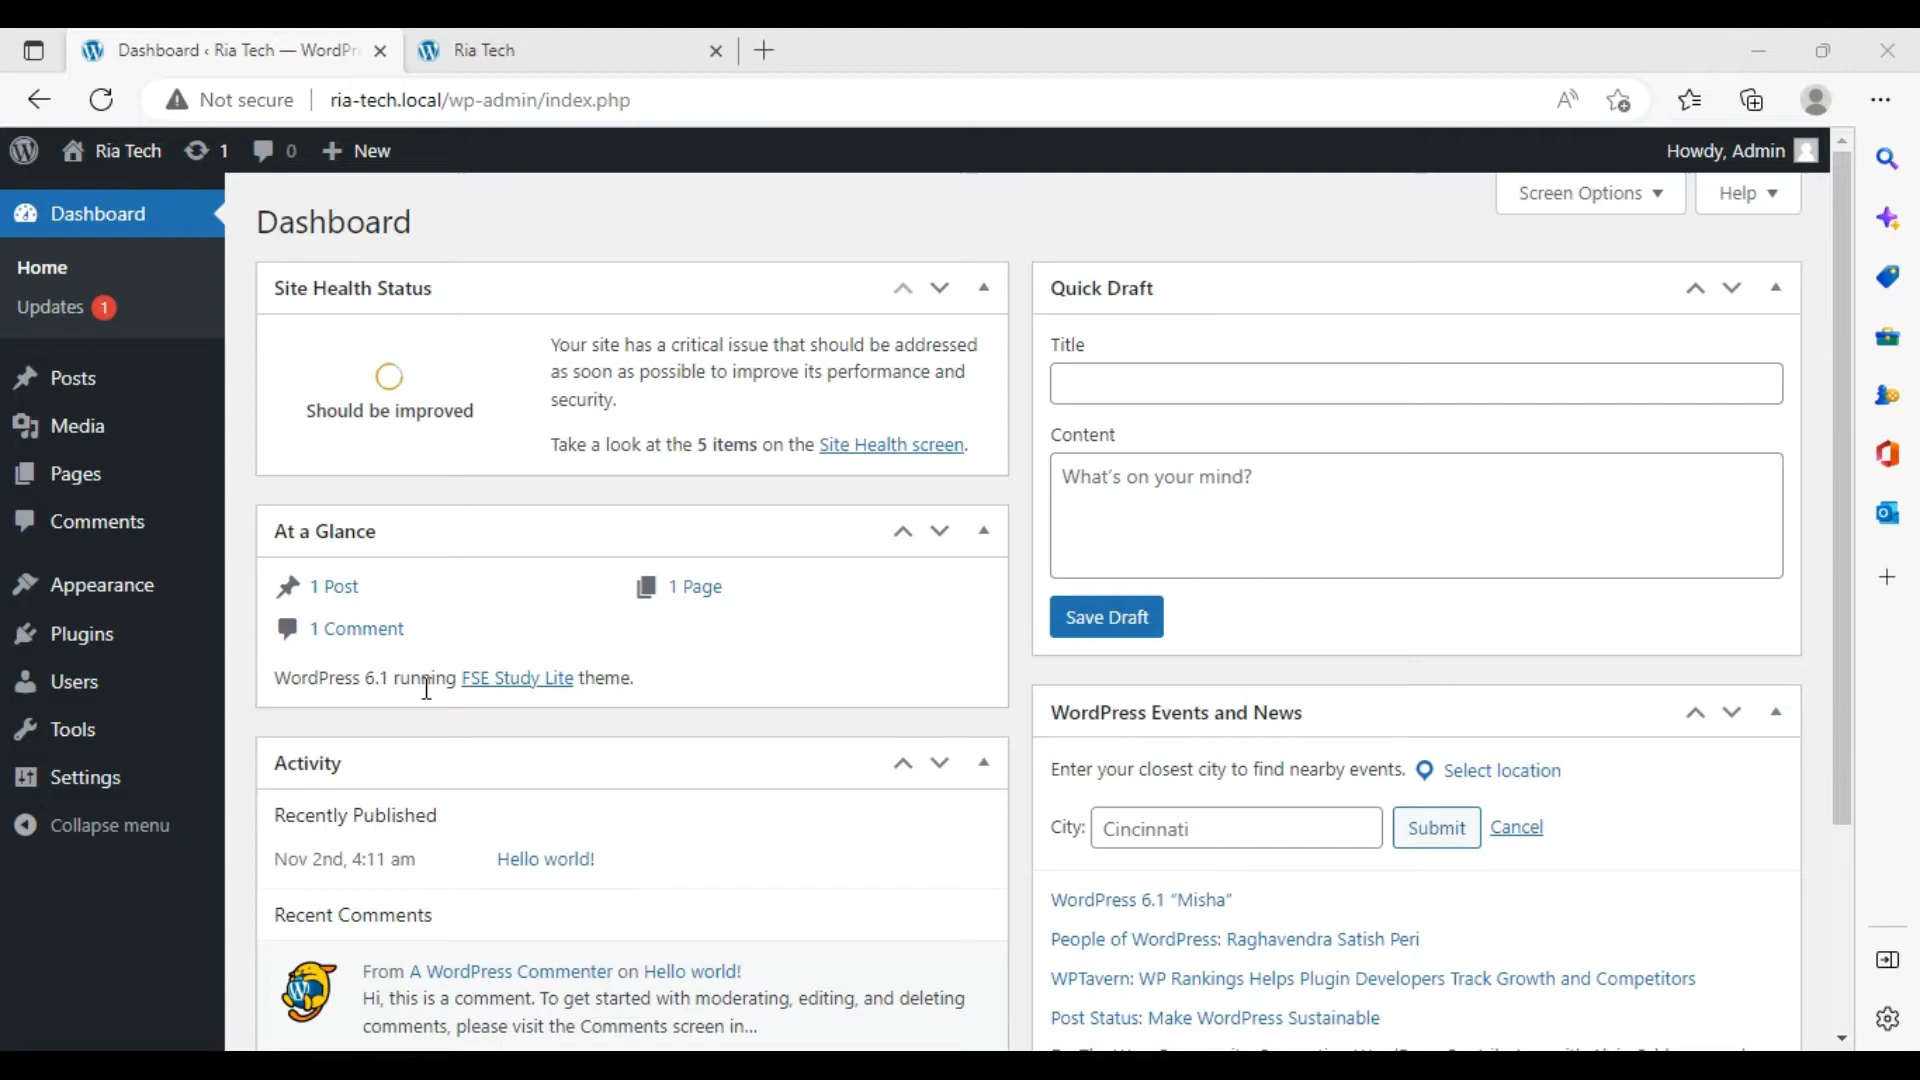 Dashboard ‹ Ria Tech — WordPr
Ria Tech
Not secure
ria-tech.local/wp-admin/index.php
Ria Tech
1
0
New
Howdy, Admin
Dashboard
Home
Updates 1
Posts
Media
Pages
Comments
Appearance
Plugins
Users
Tools
Settings
Collapse menu
Screen Options
Help
Dashboard
Site Health Status
Should be improved
Your site has a critical issue that should be addressed
as soon as possible to improve its performance and
security.
Take a look at the 5 items on the Site Health screen.
At a Glance
1 Post
1 Page
1 Comment
WordPress 6.1 running FSE Study Lite theme.
Activity
Recently Published
Nov 2nd, 4:11 am
Hello world!
Recent Comments
From A WordPress Commenter on Hello world!
Hi, this is a comment. To get started with moderating, editing, and deleting
comments, please visit the Comments screen in...
Quick Draft
Title
Content
What's on your mind?
Save Draft
WordPress Events and News
Enter your closest city to find nearby events.
Select location
City:
Cincinnati
Submit
Cancel
WordPress 6.1 “Misha”
People of WordPress: Raghavendra Satish Peri
WPTavern: WP Rankings Helps Plugin Developers Track Growth and Competitors
Post Status: Make WordPress Sustainable